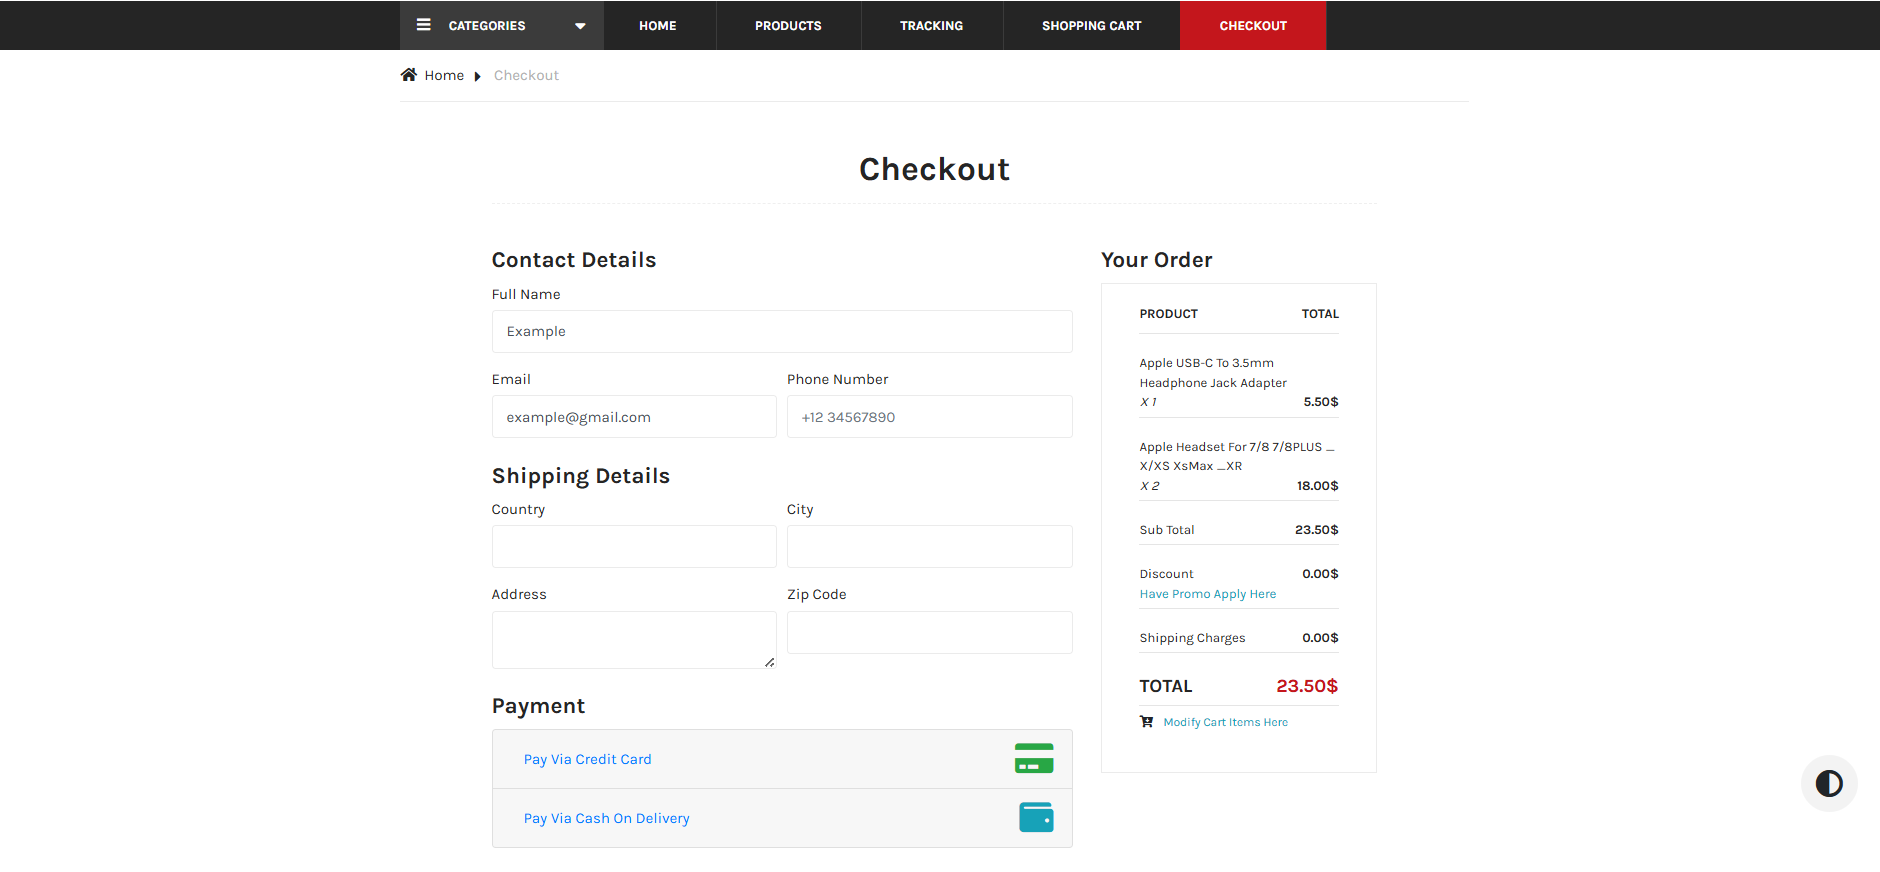 CATEGORIES HOME PRODUCTS TRACKING SHOPPING CART CHECKOUT
Home Checkout
Checkout
Contact Details
Full Name
Example
Email Phone Number
example@gmail.com +12 34567890
Shipping Details
Country City
Address Zip Code
Payment
Pay Via Credit Card
Pay Via Cash On Delivery
Your Order
PRODUCT TOTAL
Apple USB-C To 3.5mm
Headphone Jack Adapter
X 1 5.50$
Apple Headset For 7/8 7/8PLUS _
X/XS XsMax _XR
X 2 18.00$
Sub Total 23.50$
Discount 0.00$
Have Promo Apply Here
Shipping Charges 0.00$
TOTAL 23.50$
Modify Cart Items Here